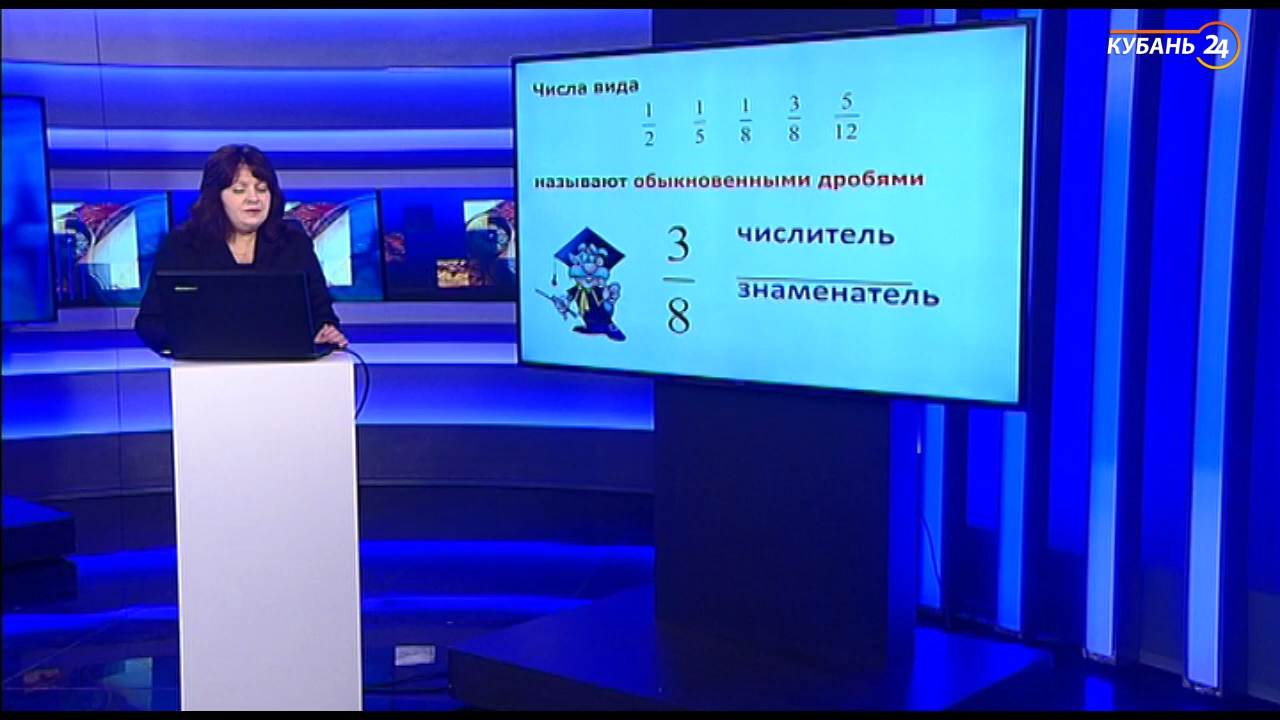 КУБАНЬ 24
Числа вида
1/2 1/5 1/8 3/8 5/12
называют обыкновенными дробями
3/8
числитель
знаменатель